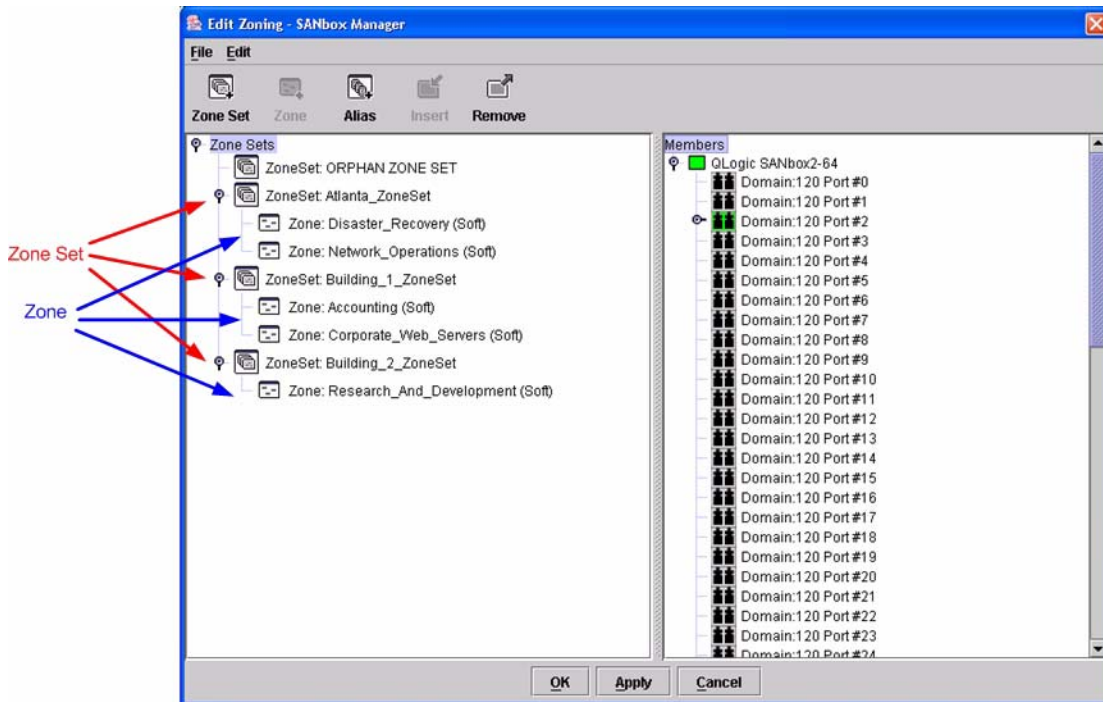 Edit Zoning - SANbox Manager
File Edit
Zone Set Zone Alias Insert Remove
Zone Sets
ZoneSet: ORPHAN ZONE SET
ZoneSet: Atlanta_ZoneSet
Zone: Disaster_Recovery (Soft)
Zone: Network_Operations (Soft)
ZoneSet: Building_1_ZoneSet
Zone: Accounting (Soft)
Zone: Corporate_Web_Servers (Soft)
ZoneSet: Building_2_ZoneSet
Zone: Research_And_Development (Soft)
Zone Set
Zone
Members
QLogic SANbox2-64
Domain:120 Port#0
Domain:120 Port#1
Domain:120 Port#2
Domain:120 Port#3
Domain:120 Port#4
Domain:120 Port#5
Domain:120 Port#6
Domain:120 Port#7
Domain:120 Port#8
Domain:120 Port#9
Domain:120 Port#10
Domain:120 Port#11
Domain:120 Port#12
Domain:120 Port#13
Domain:120 Port#14
Domain:120 Port#15
Domain:120 Port#16
Domain:120 Port#17
Domain:120 Port#18
Domain:120 Port#19
Domain:120 Port#20
Domain:120 Port#21
Domain:120 Port#22
Domain:120 Port#23
Domain:120 Port#24
OK Apply Cancel